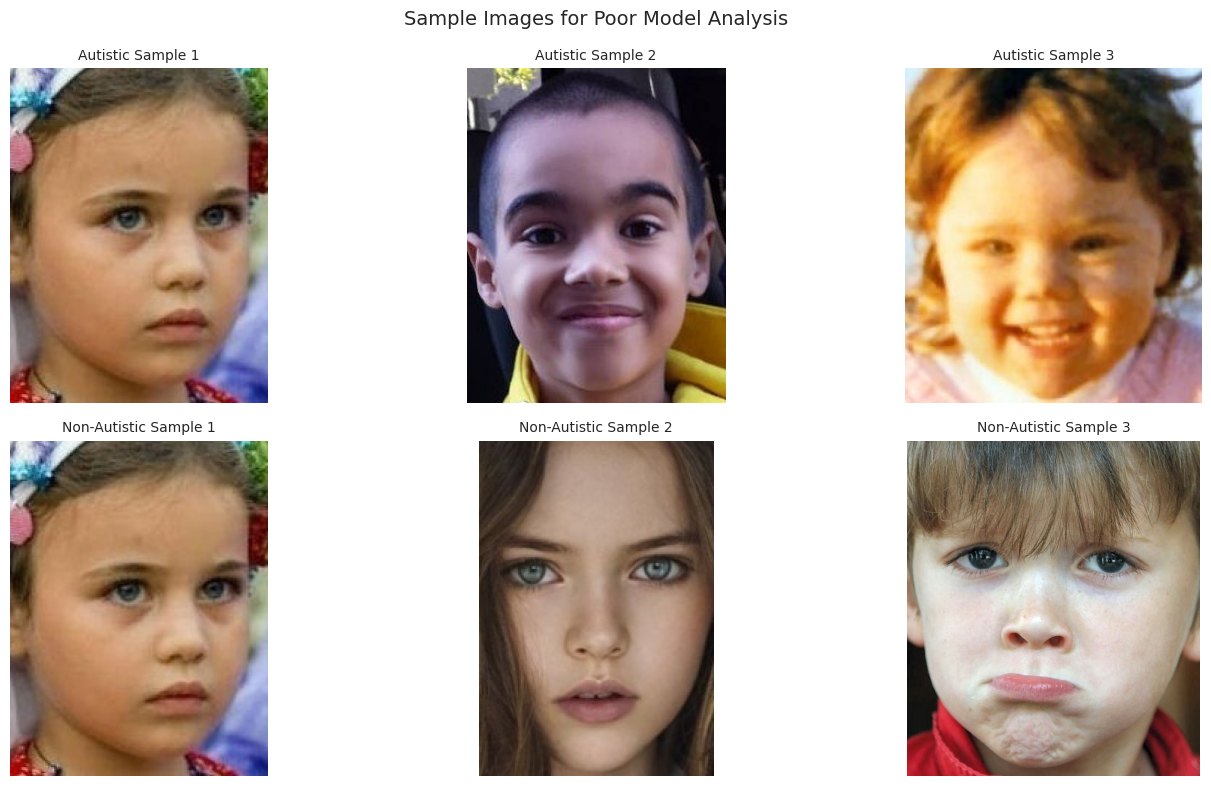 Sample Images for Poor Model Analysis
Autistic Sample 1
Autistic Sample 2
Autistic Sample 3
Non-Autistic Sample 1
Non-Autistic Sample 2
Non-Autistic Sample 3